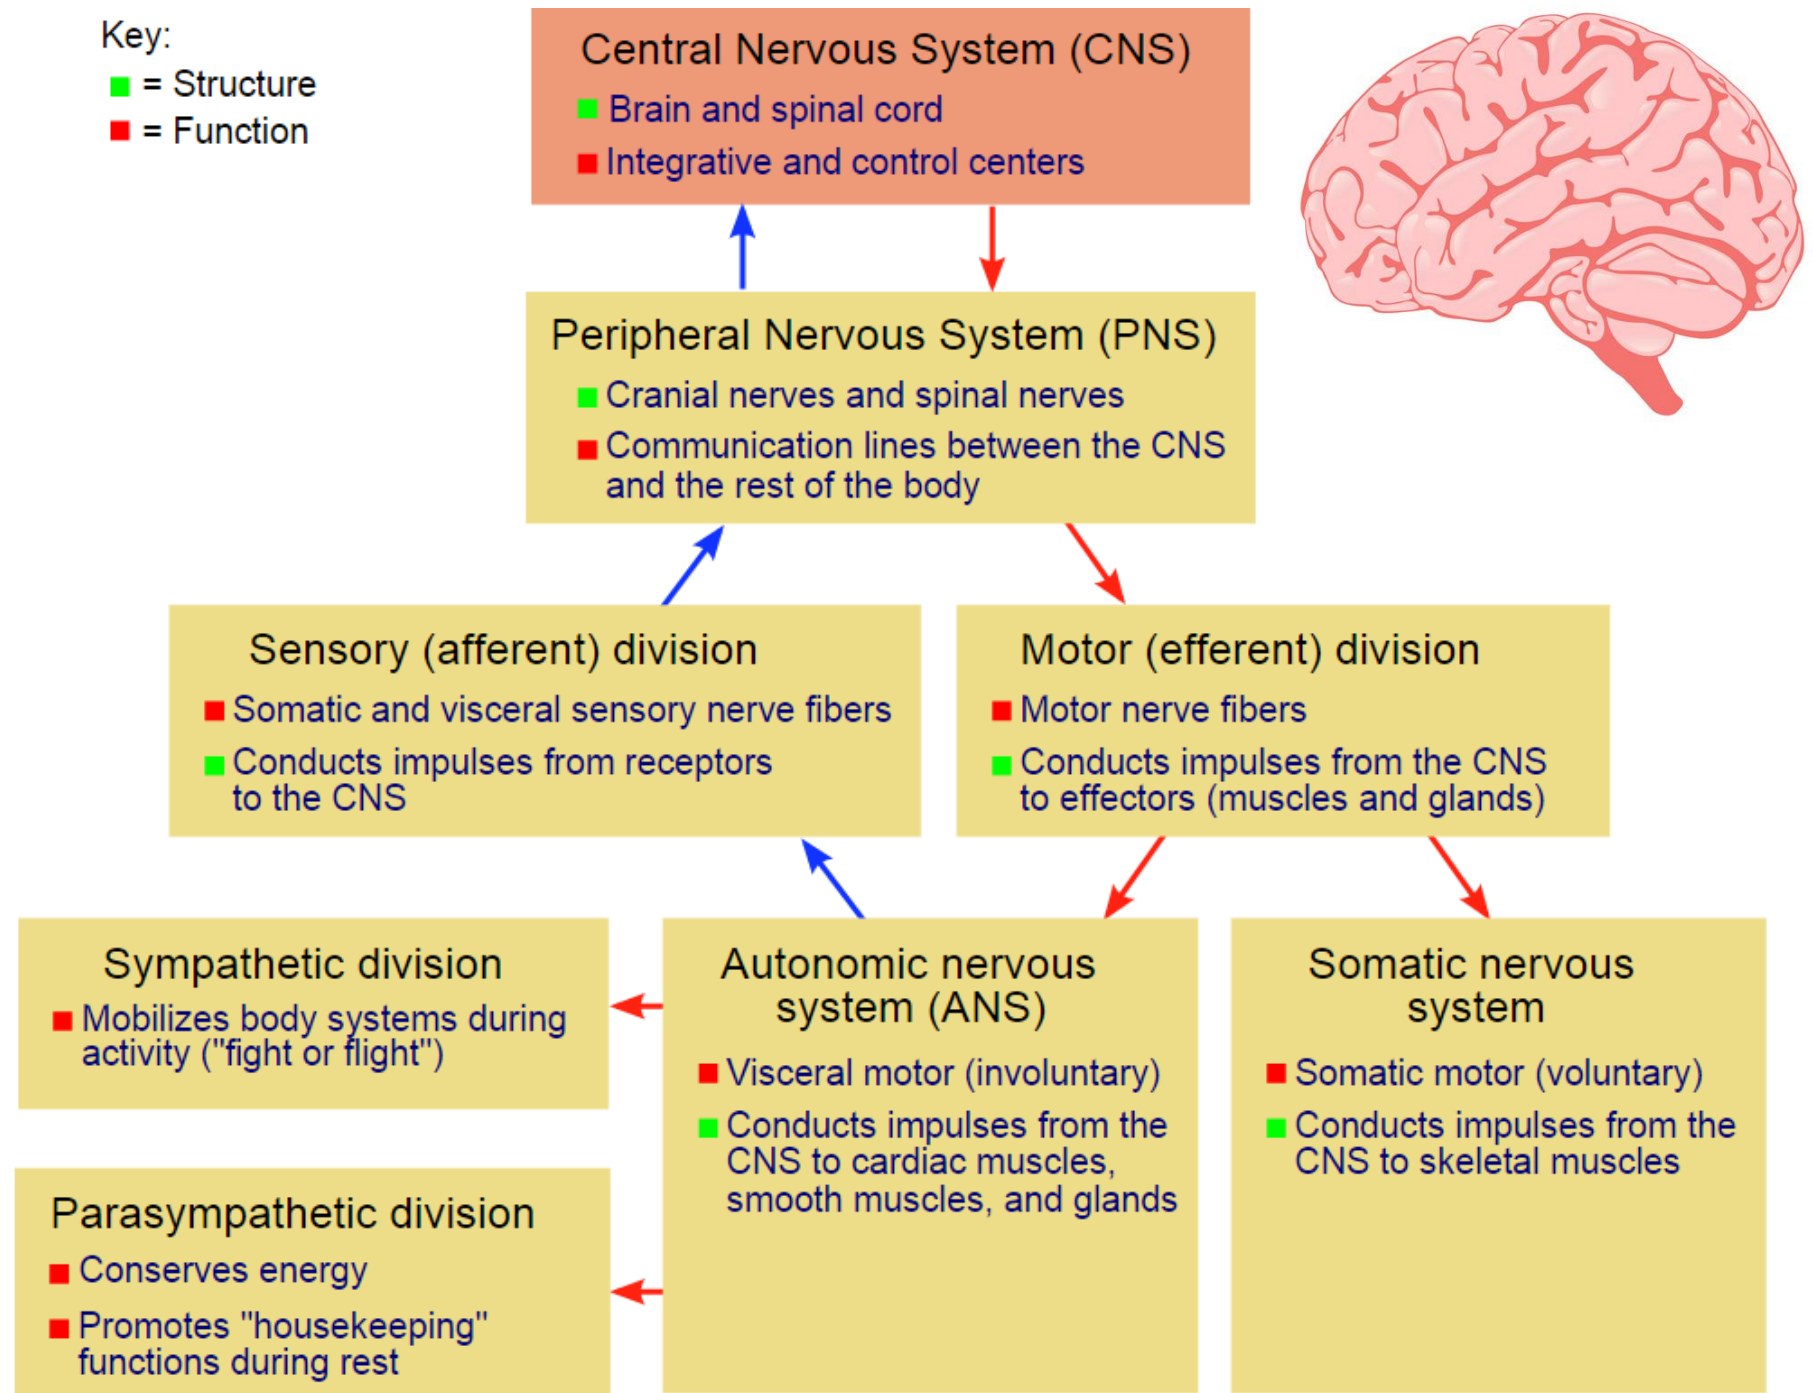 Key:
= Structure
= Function
Central Nervous System (CNS)
Brain and spinal cord
Integrative and control centers
Peripheral Nervous System (PNS)
Cranial nerves and spinal nerves
Communication lines between the CNS
and the rest of the body
Sensory (afferent) division
Somatic and visceral sensory nerve fibers
Conducts impulses from receptors
to the CNS
Motor (efferent) division
Motor nerve fibers
Conducts impulses from the CNS
to effectors (muscles and glands)
Sympathetic division
Mobilizes body systems during
activity ("fight or flight")
Parasympathetic division
Conserves energy
Promotes "housekeeping"
functions during rest
Autonomic nervous
system (ANS)
Visceral motor (involuntary)
Conducts impulses from the
CNS to cardiac muscles,
smooth muscles, and glands
Somatic nervous
system
Somatic motor (voluntary)
Conducts impulses from the
CNS to skeletal muscles